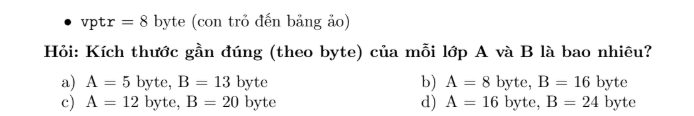 • vptr = 8 byte (con trỏ đến bảng ảo)
Hỏi: Kích thước gần đúng (theo byte) của mỗi lớp A và B là bao nhiêu?
a) A = 5 byte, B = 13 byte
b) A = 8 byte, B = 16 byte
c) A = 12 byte, B = 20 byte
d) A = 16 byte, B = 24 byte